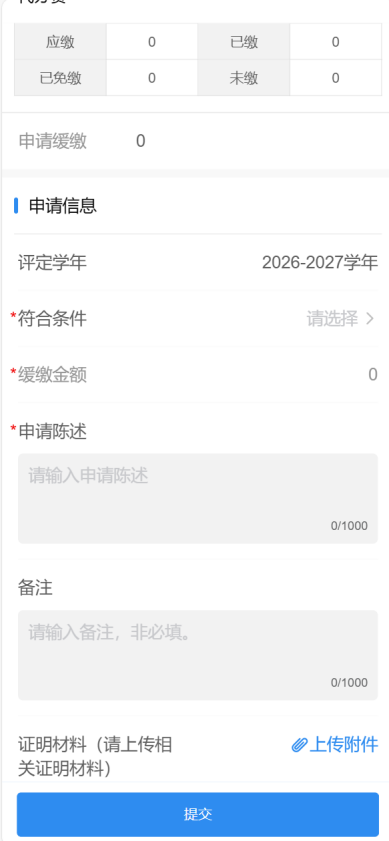 应缴 0 已缴 0
已免缴 0 未缴 0
申请缓缴 0
申请信息
评定学年 2026-2027学年
*符合条件 请选择 >
*缓缴金额 0
*申请陈述
请输入申请陈述
0/1000
备注
请输入备注，非必填。
0/1000
证明材料（请上传相 上传附件
关证明材料）
提交